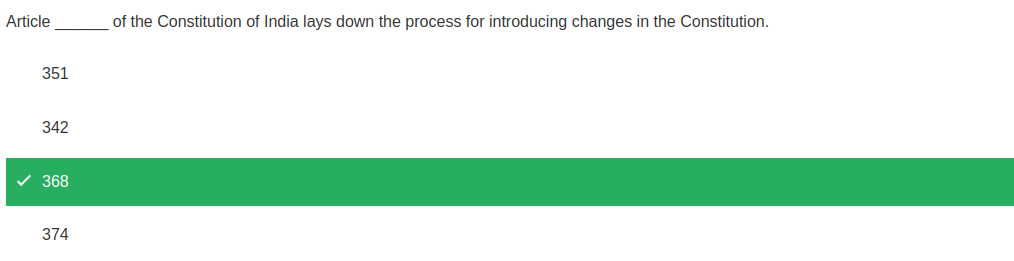 Article ______ of the Constitution of India lays down the process for introducing changes in the Constitution.
351
342
368
374